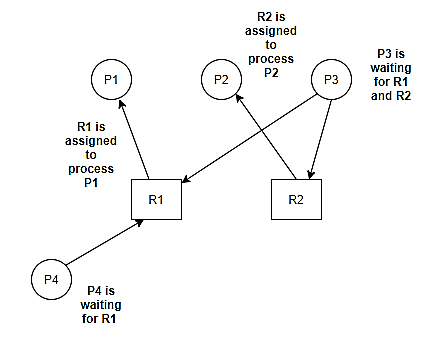 R2 is
assigned
to
process
P2
P1
P2
P3
P3 is
waiting
for R1
and R2
R1 is
assigned
to
process
P1
R1
R2
P4
P4 is
waiting
for R1